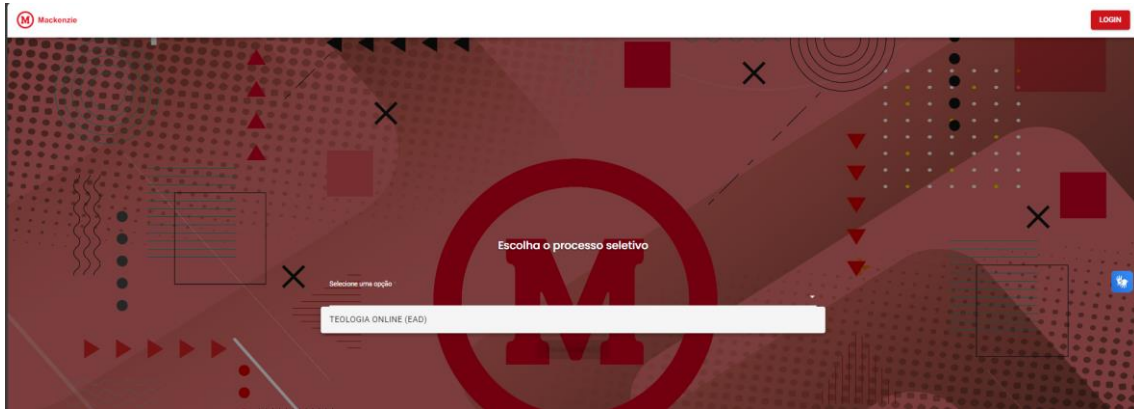 M Mackenzie
LOGIN
Escolha o processo seletivo
Selecione uma opção *
TEOLOGIA ONLINE (EAD)
M